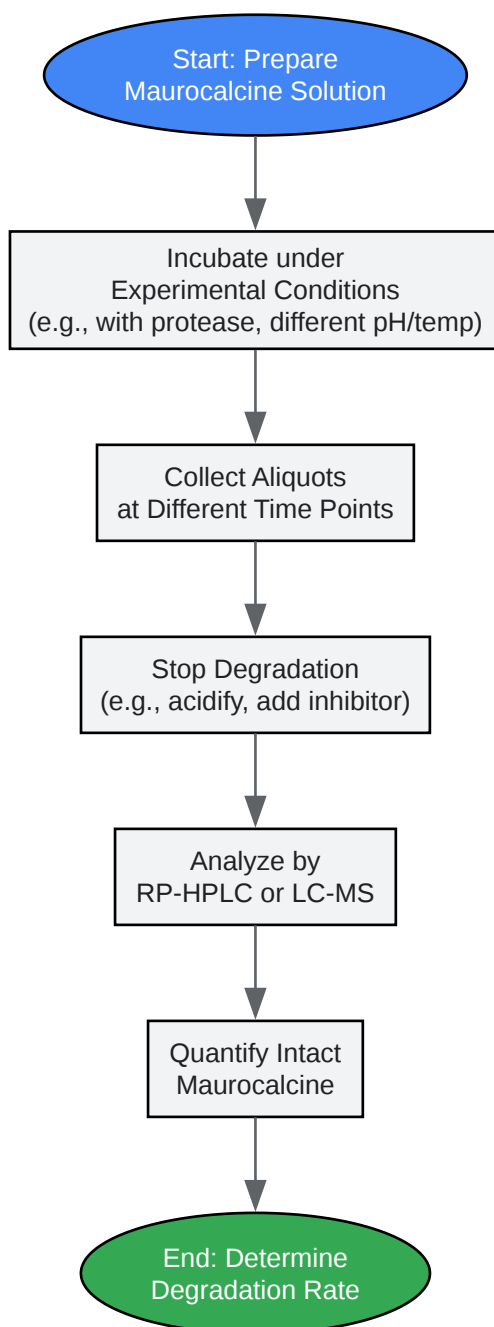 Start: Prepare
Maurocalcine Solution
Incubate under
Experimental Conditions
(e.g., with protease, different pH/temp)
Collect Aliquots
at Different Time Points
Stop Degradation
(e.g., acidify, add inhibitor)
Analyze by
RP-HPLC or LC-MS
Quantify Intact
Maurocalcine
End: Determine
Degradation Rate